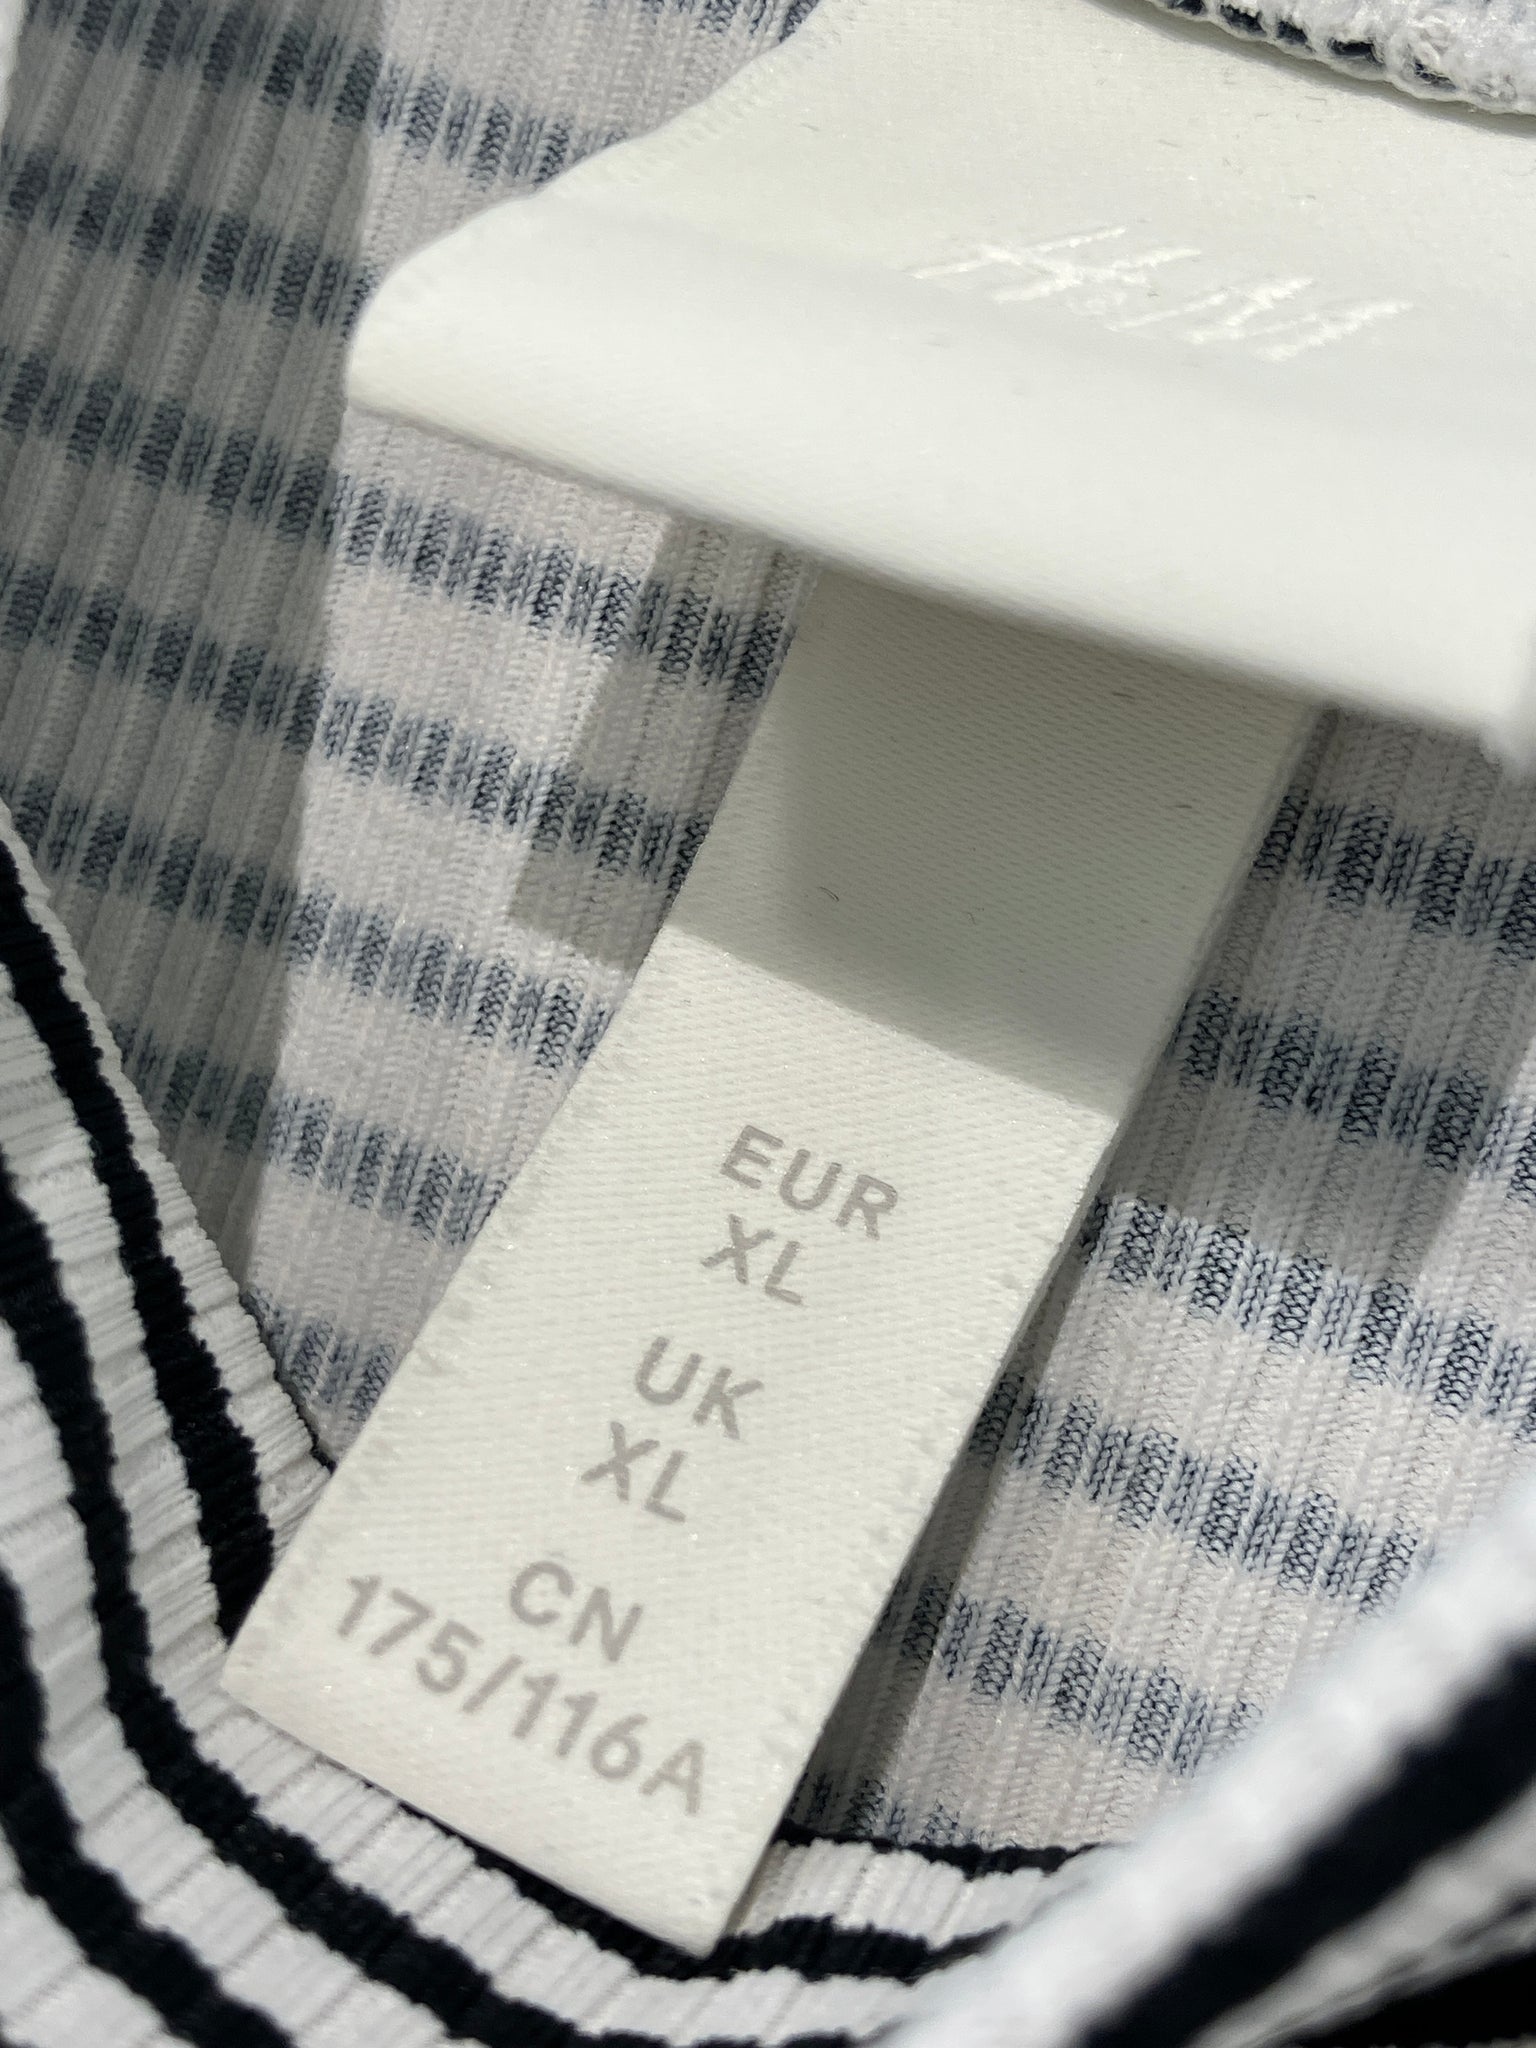 H&M
EUR
XL
UK
XL
CN
175/116A